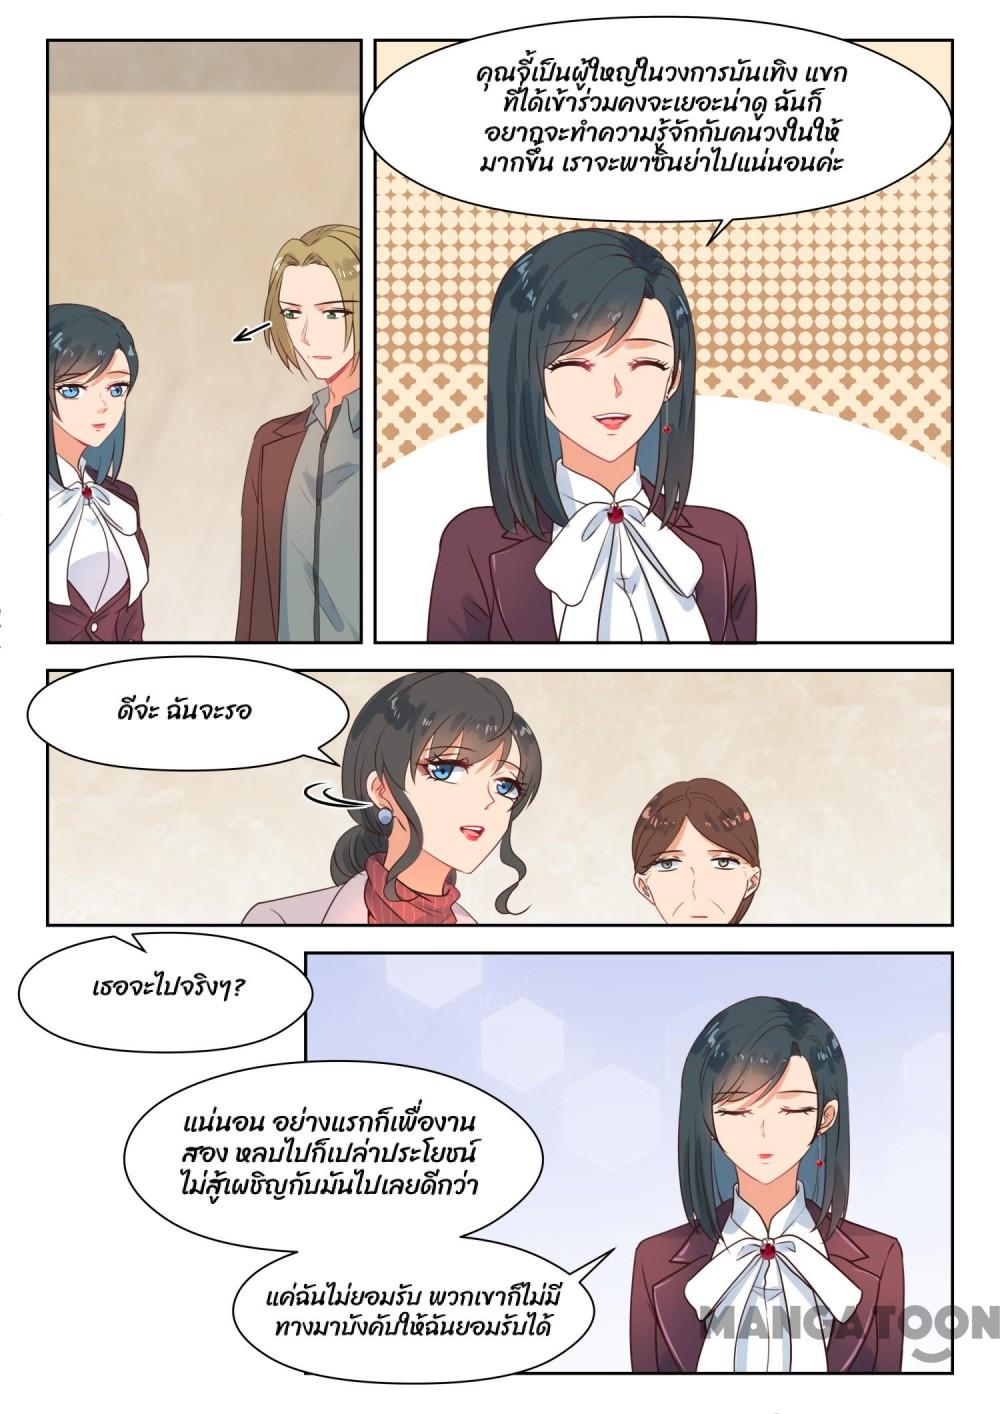 คุณจี้เป็นผู้ใหญ่ในวงการบันเทิง แขก
ที่ได้เข้าร่วมคงจะเยอะน่าดู ฉันก็
อยากจะทำความรู้จักกับคนวงในให้
มากขึ้น เราจะพาซินย่าไปแน่นอนค่ะ
ดีจ่ะ ฉันจะรอ
เธอจะไปจริงๆ?
แน่นอน อย่างแรกก็เพื่องาน
สอง หลบไปก็เปล่าประโยชน์
ไม่สู้เผชิญกับมันไปเลยดีกว่า
แค่ฉันไม่ยอมรับ พวกเขาก็ไม่มี
ทางมาบังคับให้ฉันยอมรับได้
MANGATOON